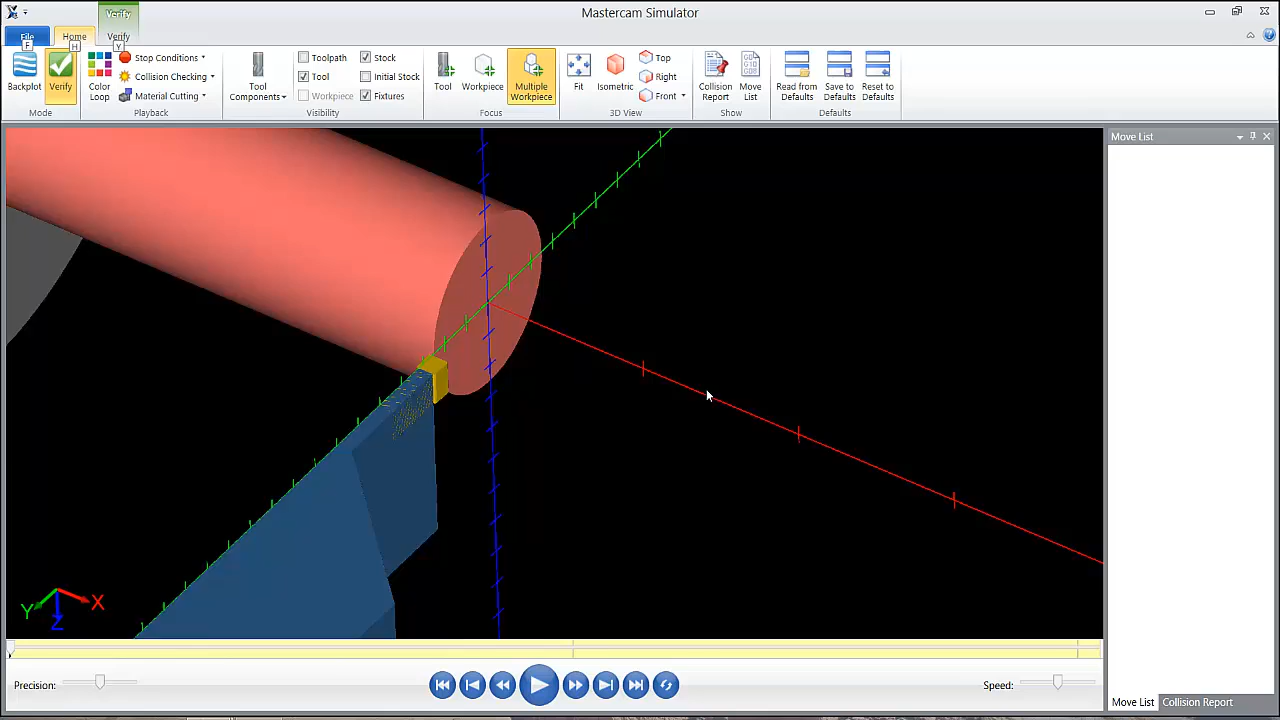 Verify
Mastercam Simulator
File Home Verify
F H Y
Backplot
Verify
Mode
Color
Loop
Stop Conditions
Collision Checking
Material Cutting
Playback
Tool
Components
Toolpath
Tool
Workpiece
Stock
Initial Stock
Fixtures
Visibility
Tool
Workpiece
Multiple
Workpiece
Focus
Fit
Isometric
Top
Right
Front
3D View
Collision
Report
Move
List
Show
Read from
Defaults
Save to
Defaults
Reset to
Defaults
Defaults
Move List
X
Y
Z
Precision:
Speed:
Move List Collision Report